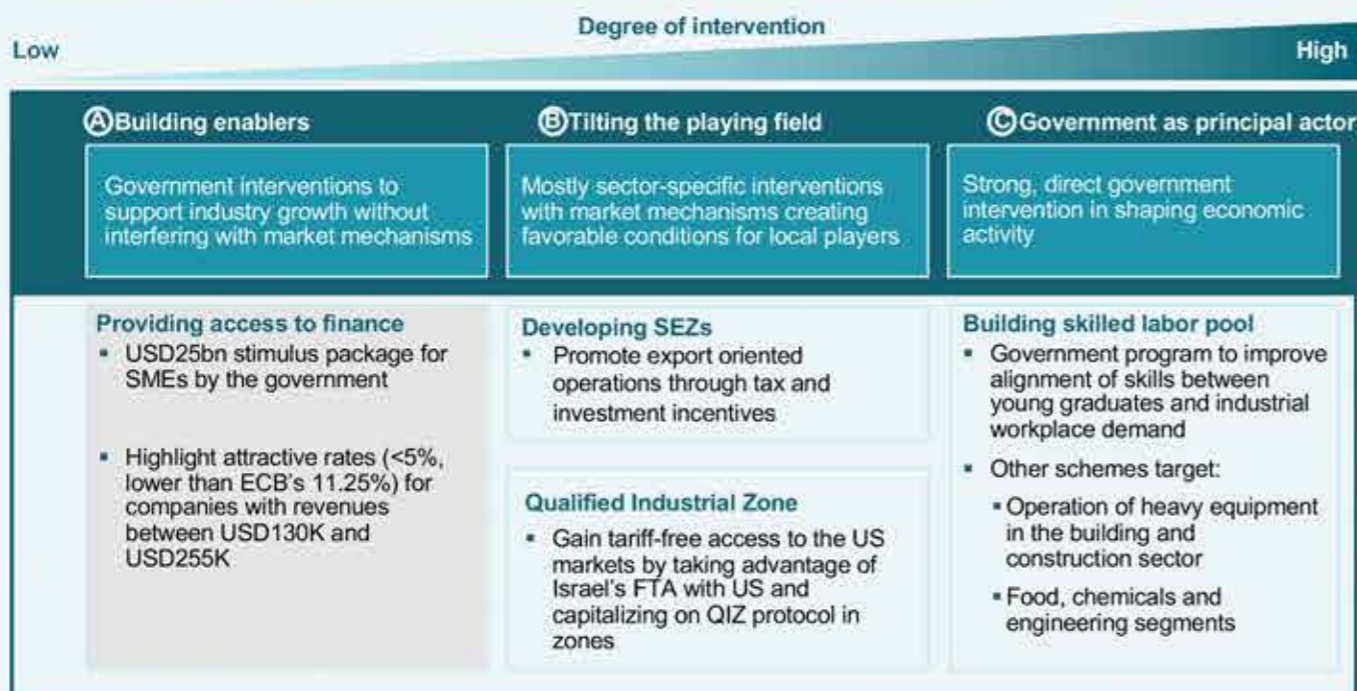 Degree of intervention
Low
High
Ⓐ Building enablers
Government interventions to
support industry growth without
interfering with market mechanisms
Providing access to finance
▪ USD25bn stimulus package for
SMEs by the government
▪ Highlight attractive rates (<5%,
lower than ECB's 11.25%) for
companies with revenues
between USD130K and
USD255K
Ⓑ Tilting the playing field
Mostly sector-specific interventions
with market mechanisms creating
favorable conditions for local players
Developing SEZs
▪ Promote export oriented
operations through tax and
investment incentives
Qualified Industrial Zone
▪ Gain tariff-free access to the US
markets by taking advantage of
Israel's FTA with US and
capitalizing on QIZ protocol in
zones
Ⓒ Government as principal actor
Strong, direct government
intervention in shaping economic
activity
Building skilled labor pool
▪ Government program to improve
alignment of skills between
young graduates and industrial
workplace demand
▪ Other schemes target:
▪ Operation of heavy equipment
in the building and
construction sector
▪ Food, chemicals and
engineering segments